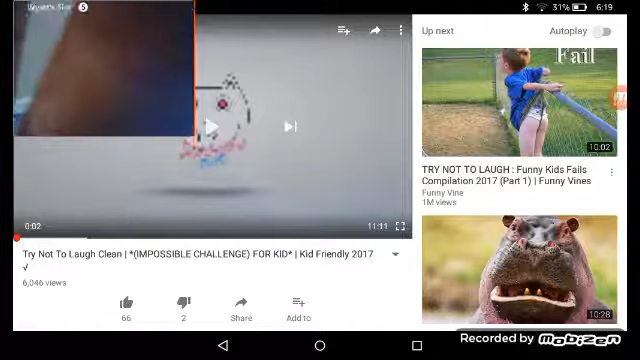 31% 6:19
Up next
Autoplay
Fail
10:02
TRY NOT TO LAUGH : Funny Kids Fails
Compilation 2017 (Part 1) | Funny Vines
Funny Vine
1M views
0:02
11:11
Try Not To Laugh Clean | *(IMPOSSIBLE CHALLENGE) FOR KID* | Kid Friendly 2017
√
6,046 views
66
2
Share
Add to
10:28
Recorded by
MOBIZEN